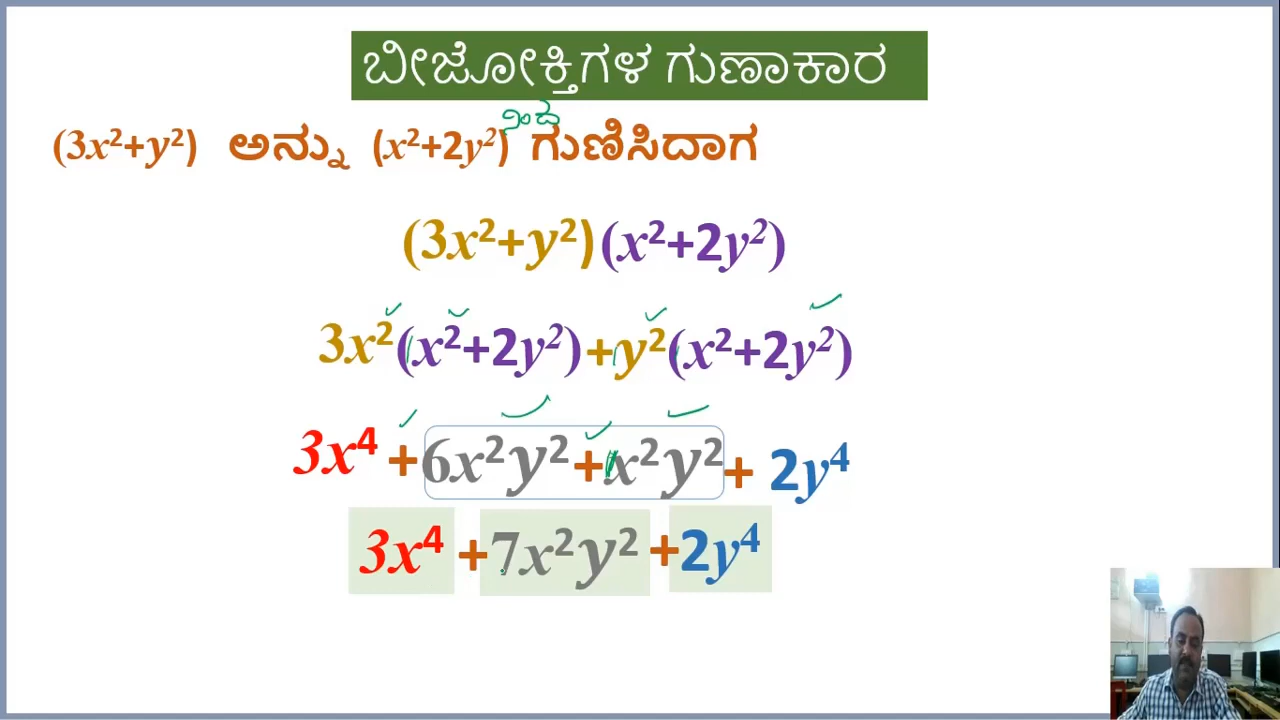 ಬೀಜೋಕ್ತಿಗಳ ಗುಣಾಕಾರ
(3x²+y²) ಅನ್ನು (x²+2y²) ನಿಂದ ಗುಣಿಸಿದಾಗ
(3x²+y²)(x²+2y²)
3x²(x²+2y²)+y²(x²+2y²)
3x⁴ +6x²y²+x²y²+ 2y⁴
3x⁴ +7x²y²+2y⁴